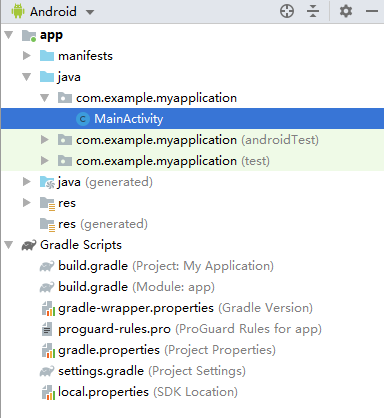 Android
app
manifests
java
com.example.myapplication
C MainActivity
com.example.myapplication (androidTest)
com.example.myapplication (test)
java (generated)
res
res (generated)
Gradle Scripts
build.gradle (Project: My Application)
build.gradle (Module: app)
gradle-wrapper.properties (Gradle Version)
proguard-rules.pro (ProGuard Rules for app)
gradle.properties (Project Properties)
settings.gradle (Project Settings)
local.properties (SDK Location)